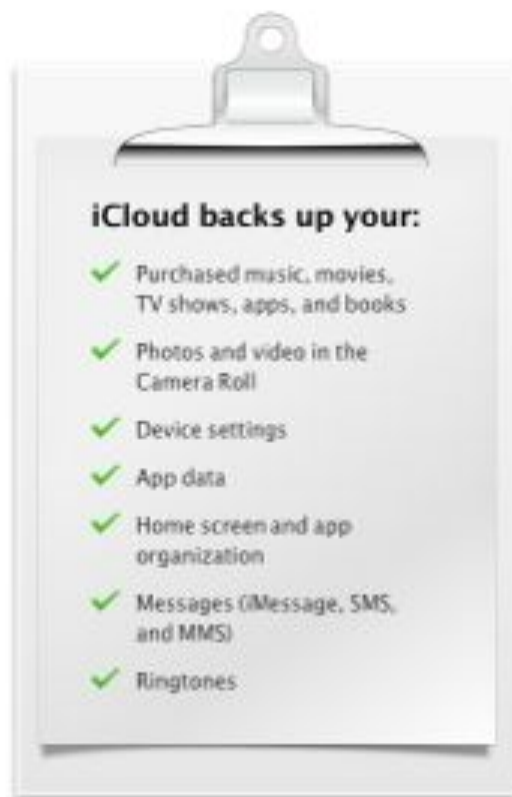 iCloud backs up your:
Purchased music, movies,
TV shows, apps, and books
Photos and video in the
Camera Roll
Device settings
App data
Home screen and app
organization
Messages (iMessage, SMS,
and MMS)
Ringtones